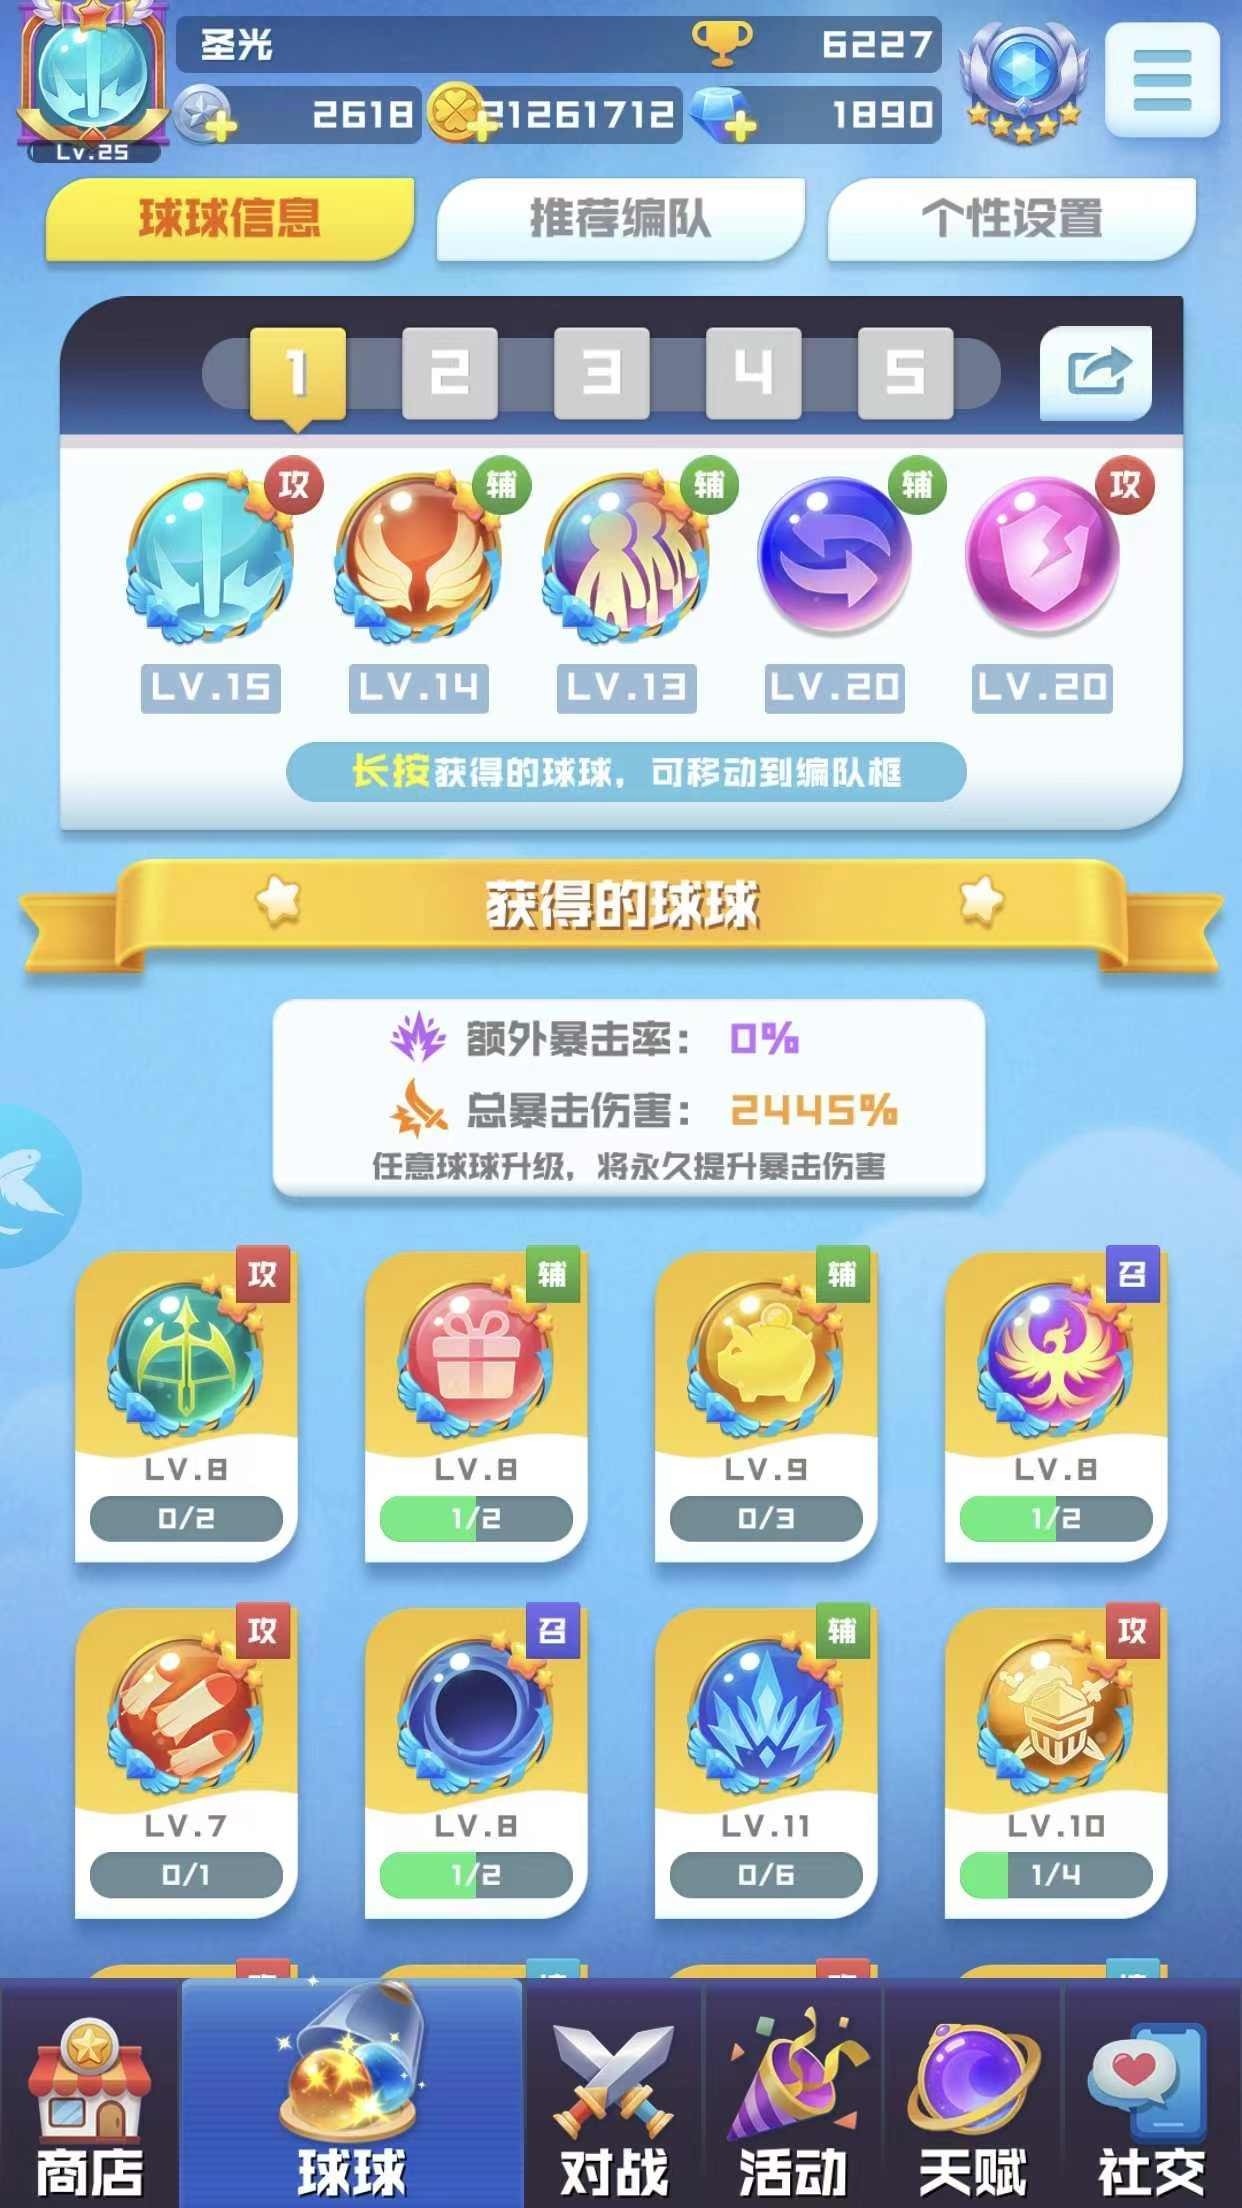 圣光 6227
2618 21261712 1890
Lv.25
球球信息 推荐编队 个性设置
1 2 3 4 5
攻 辅 辅 辅 攻
LV.15 LV.14 LV.13 LV.20 LV.20
长按获得的球球，可移动到编队框
获得的球球
额外暴击率： 0%
总暴击伤害： 2445%
任意球球升级，将永久提升暴击伤害
攻 辅 辅 召
LV.8 LV.8 LV.9 LV.8
0/2 1/2 0/3 1/2
攻 召 辅 攻
LV.7 LV.8 LV.11 LV.10
0/1 1/2 0/6 1/4
商店 球球 对战 活动 天赋 社交